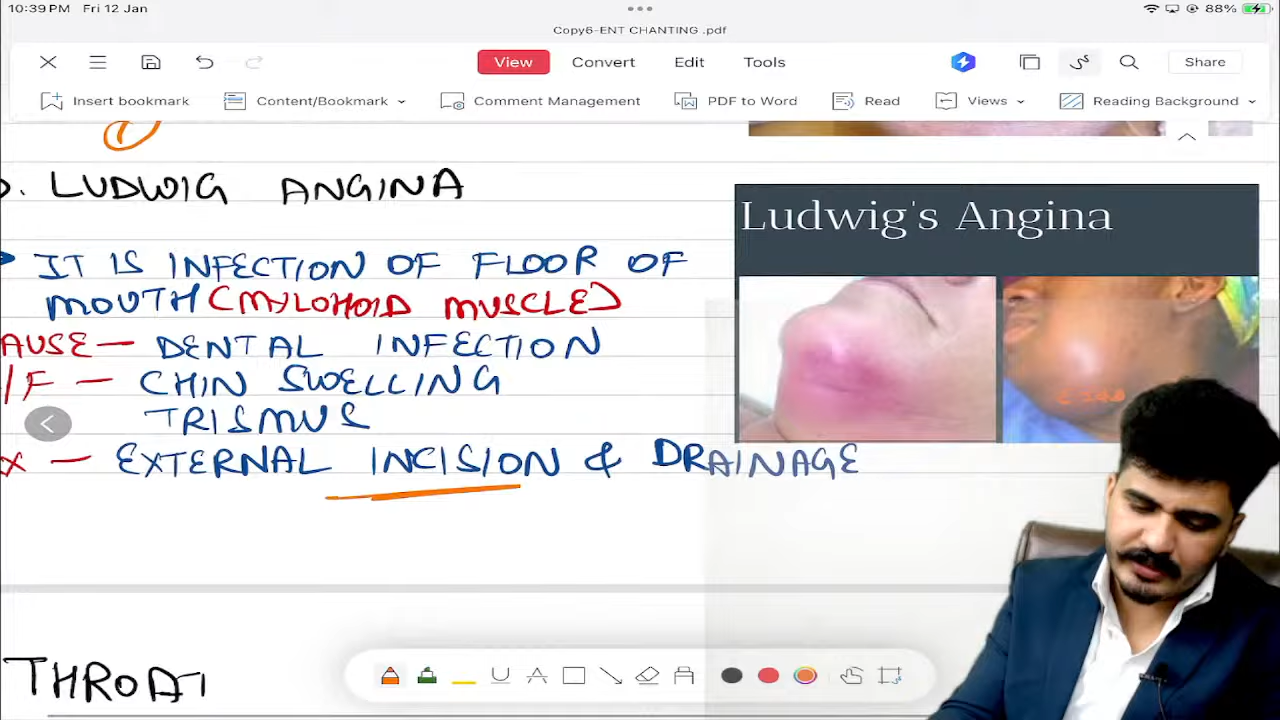 10:39 PM Fri 12 Jan
88%
Copy6-ENT CHANTING .pdf
View Convert Edit Tools Share
Insert bookmark Content/Bookmark Comment Management PDF to Word Read Views Reading Background
1
LUDWIG ANGINA
Ludwig's Angina
IT IS INFECTION OF FLOOR OF
MOUTH (MYLOHOID MUSCLE)
AUSE — DENTAL INFECTION
/F — CHIN SWELLING
TRISMUS
X — EXTERNAL INCISION & DRAINAGE
THROAT